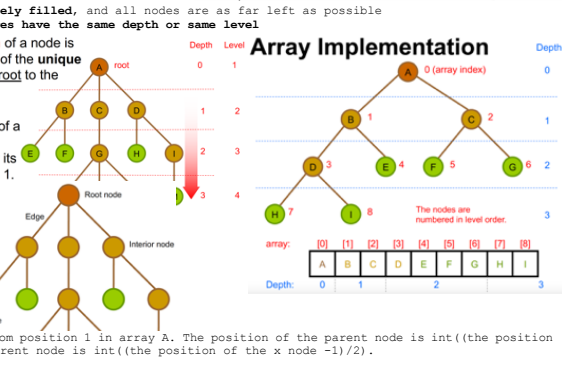 ely filled, and all nodes are as far left as possible
es have the same depth or same level
of a node is
of the unique
root to the
of a
its
1.
Depth Level
root
A
0 1
B C D
1 2
E F G H I
2 3
3 4
Root node
Edge
Interior node
Array Implementation
Depth
A 0 (array index) 0
B 1 C 2 1
D 3 E 4 F 5 G 6 2
H 7 I 8 3
The nodes are
numbered in level order.
array: [0] [1] [2] [3] [4] [5] [6] [7] [8]
A B C D E F G H I
Depth: 0 1 2 3
om position 1 in array A. The position of the parent node is int((the position
rent node is int((the position of the x node -1)/2).